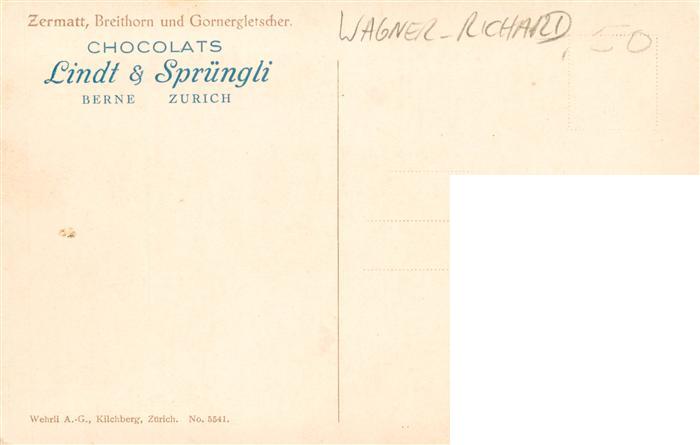 Zermatt, Breithorn und Gornergletscher.
CHOCOLATS
Lindt & Sprüngli
BERNE ZURICH
WAGNER-RICHARD
Wehrli A.-G., Kilchberg, Zürich. No. 5541.